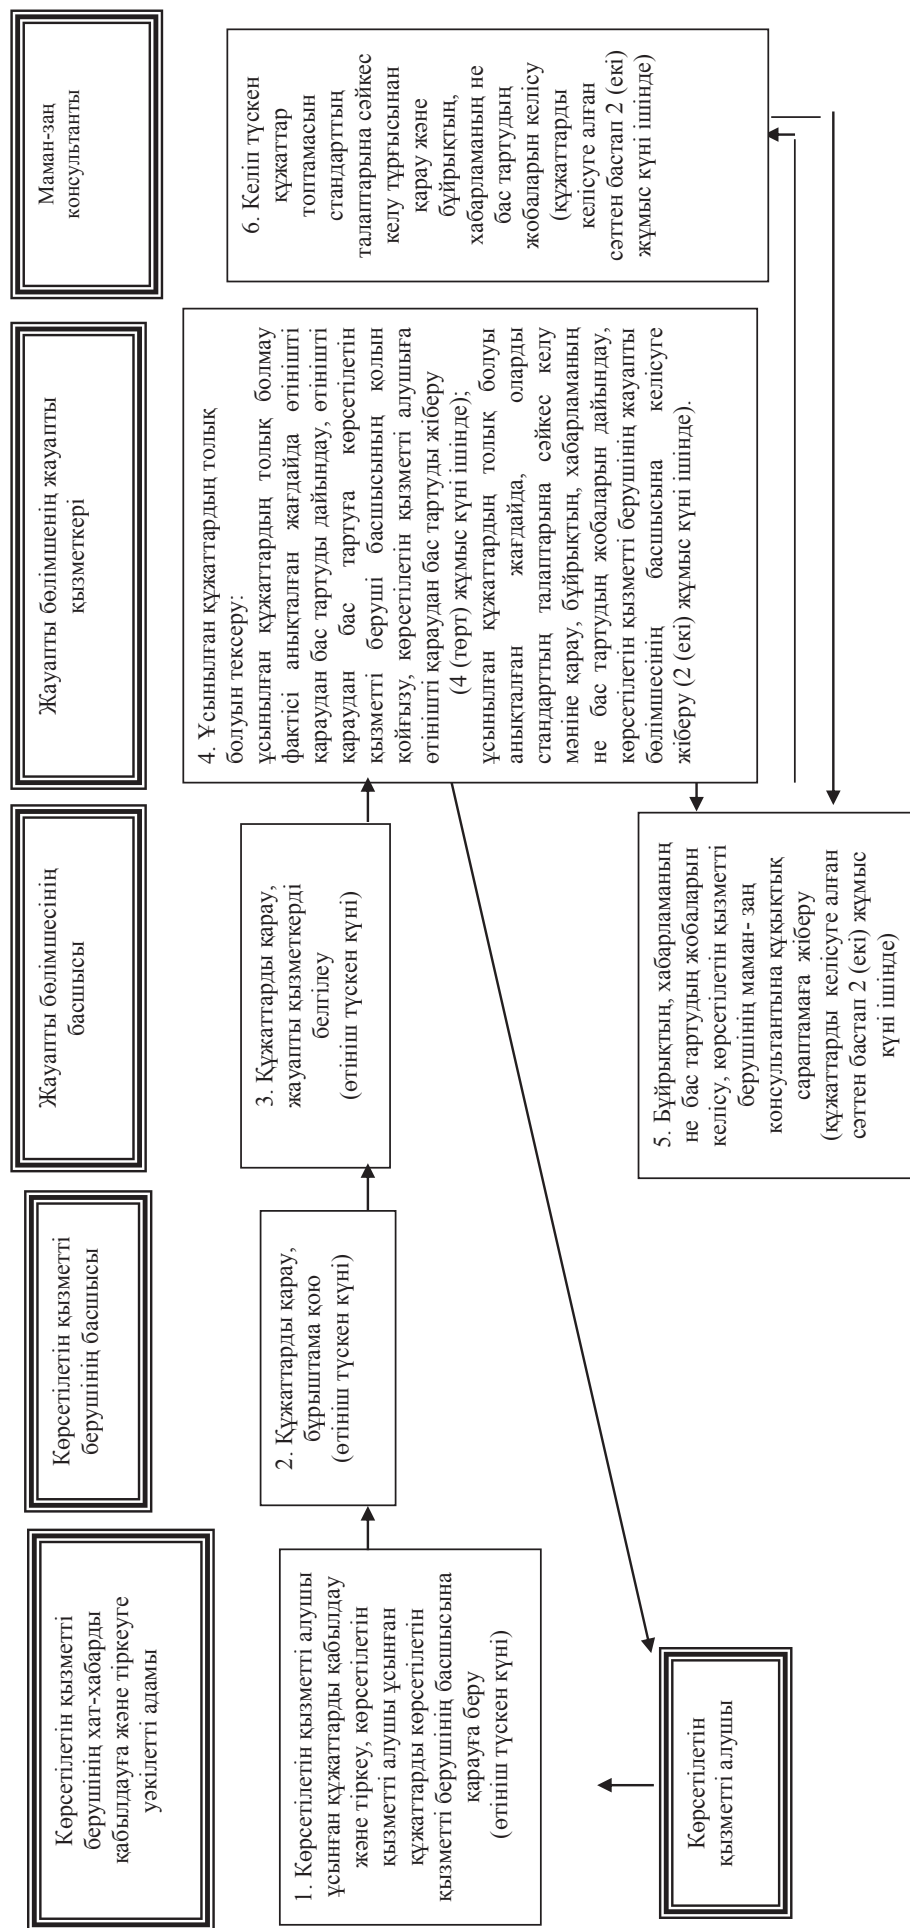 Көрсетілетін қызметті
берушінің хат-хабарды
қабылдауға және тіркеуге
уәкілетті адамы
Көрсетілетін қызметті
берушінің басшысы
Жауапты бөлімшесінің
басшысы
Жауапты бөлімшенің жауапты
қызметкері
Маман-заң
консультанты
1. Көрсетілетін қызметті алушы
ұсынған құжаттарды қабылдау
және тіркеу, көрсетілетін
қызметті алушы ұсынған
құжаттарды көрсетілетін
қызметті берушінің басшысына
қарауға беру
(өтініш түскен күні)
2. Құжаттарды қарау,
бұрыштама қою
(өтініш түскен күні)
3. Құжаттарды қарау,
жауапты қызметкерді
белгілеу
(өтініш түскен күні)
4. Ұсынылған құжаттардың толық
болуын тексеру:
ұсынылған құжаттардың толық болмау
фактісі анықталған жағдайда өтінішті
қараудан бас тартуды дайындау, өтінішті
қараудан бас тартуға көрсетілетін
қызметті беруші басшысының қолын
қойғызу, көрсетілетін қызметті алушыға
өтінішті қараудан бас тартуды жіберу
(4 (төрт) жұмыс күні ішінде);
ұсынылған құжаттардың толық болуы
анықталған жағдайда, оларды
стандарттың талаптарына сәйкес келу
мәніне қарау, бұйрықтың, хабарламаның
не бас тартудың жобаларын дайындау,
көрсетілетін қызметті берушінің жауапты
бөлімшесінің басшысына келісуге
жіберу (2 (екі) жұмыс күні ішінде).
6. Келіп түскен
құжаттар
топтамасын
стандарттың
талаптарына сәйкес
келу тұрғысынан
қарау және
бұйрықтың,
хабарламаның не
бас тартудың
жобаларын келісу
(құжаттарды
келісуге алған
сәттен бастап 2 (екі)
жұмыс күні ішінде)
5. Бұйрықтың, хабарламаның
не бас тартудың жобаларын
келісу, көрсетілетін қызметті
берушінің маман- заң
консультантына құқықтық
сараптамаға жіберу
(құжаттарды келісуге алған
сәттен бастап 2 (екі) жұмыс
күні ішінде)
Көрсетілетін
қызметті алушы